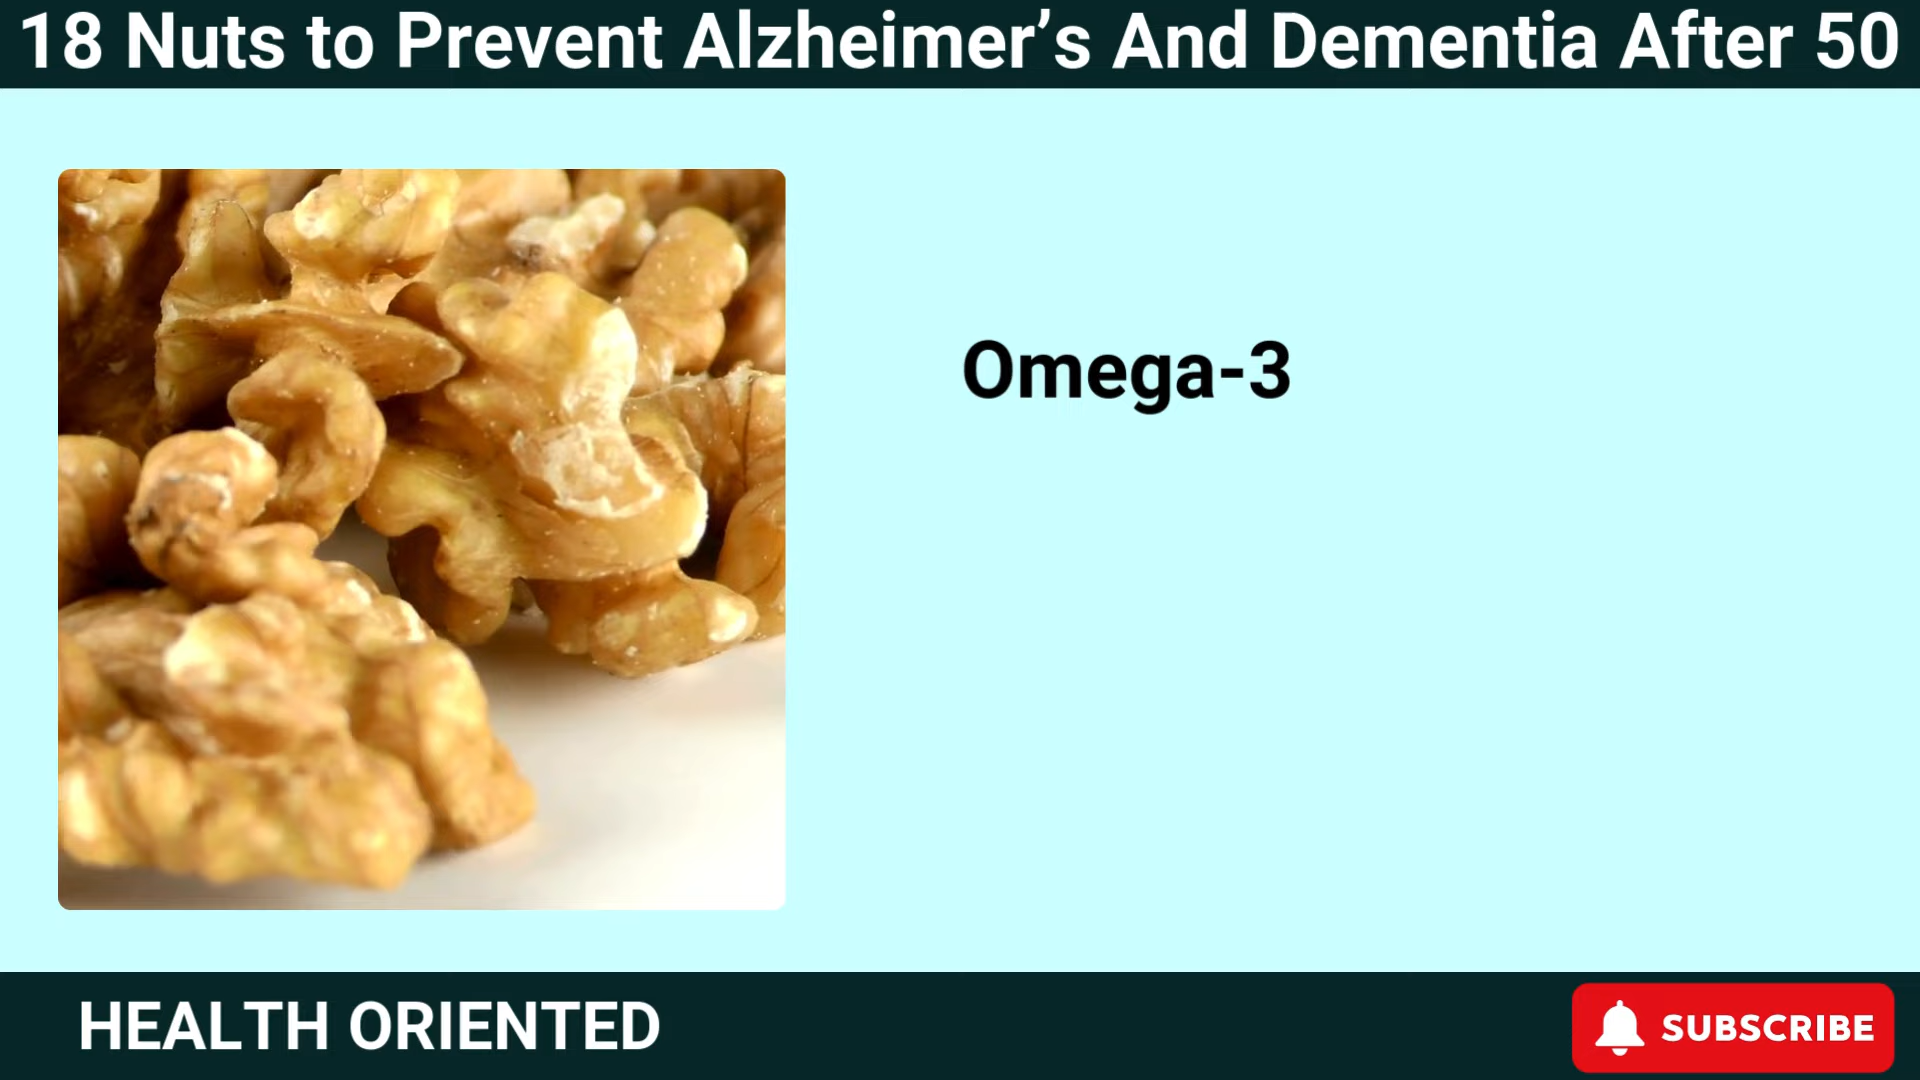 18 Nuts to Prevent Alzheimer’s And Dementia After 50
Omega-3
HEALTH ORIENTED
SUBSCRIBE